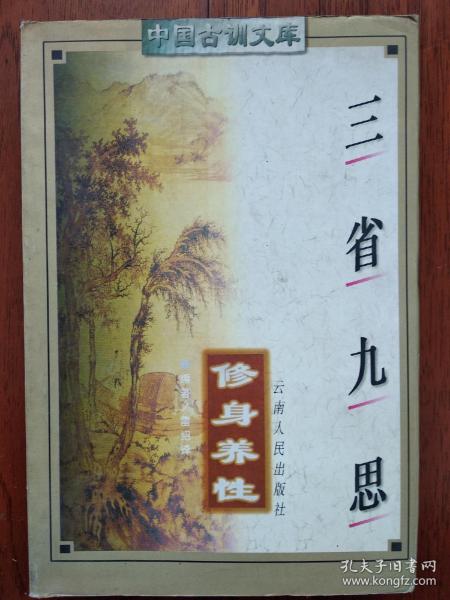 中国古训文库
三省九思
修身养性
云南人民出版社
孔夫子旧书网
www.kongfz.com